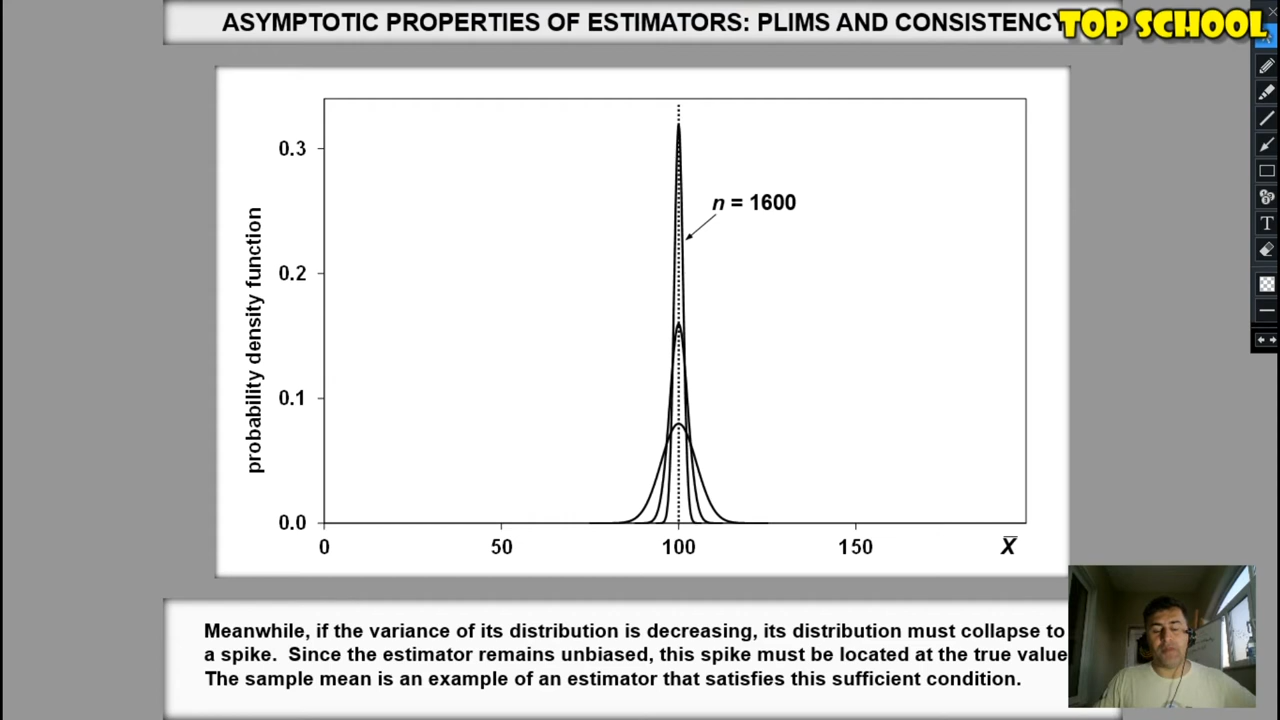 ASYMPTOTIC PROPERTIES OF ESTIMATORS: PLIMS AND CONSISTENCY
TOP SCHOOL
0.3
n = 1600
0.2
probability density function
0.1
0.0
0 50 100 150 X̅
Meanwhile, if the variance of its distribution is decreasing, its distribution must collapse to
a spike. Since the estimator remains unbiased, this spike must be located at the true value
The sample mean is an example of an estimator that satisfies this sufficient condition.
T